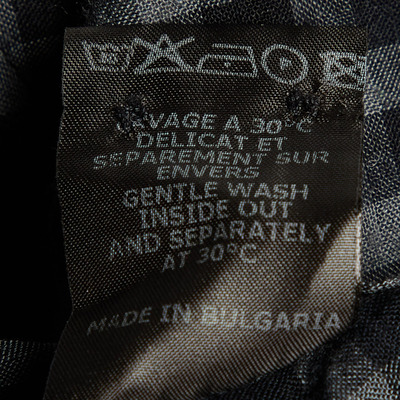 LAVAGE A 30°C
DELICAT ET
SEPAREMENT SUR
ENVERS
GENTLE WASH
INSIDE OUT
AND SEPARATELY
AT 30°C
MADE IN BULGARIA